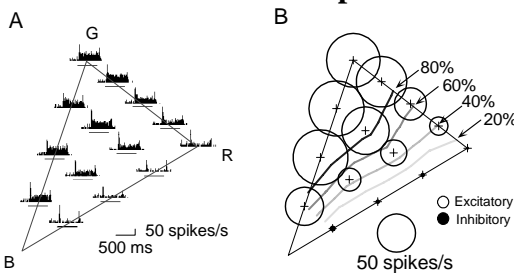 A
G
R
B
50 spikes/s
500 ms
B
80%
60%
40%
20%
Excitatory
Inhibitory
50 spikes/s